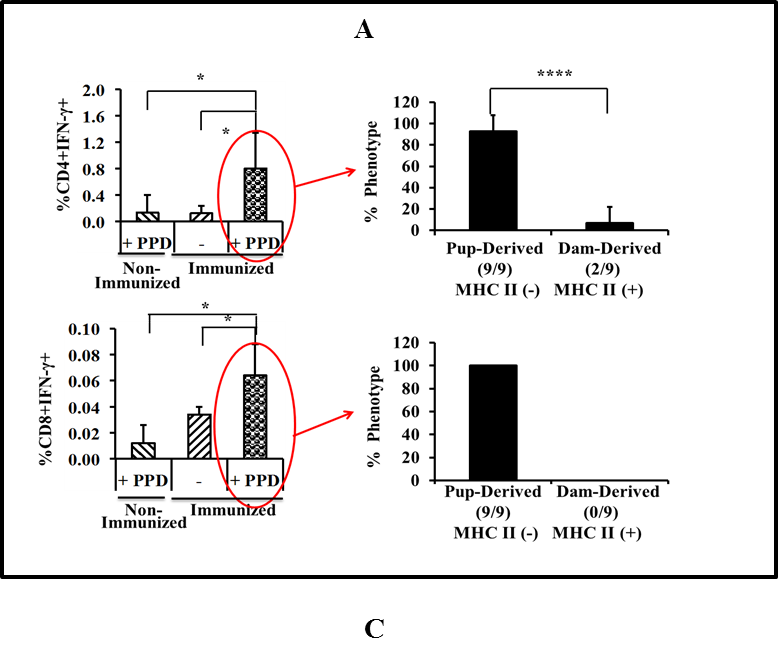 A
%CD4+IFN-γ+
2.0
1.6
1.2
0.8
0.4
0.0
*
*
+ PPD
-
+ PPD
Non-
Immunized
Immunized
% Phenotype
120
100
80
60
40
20
0
****
Pup-Derived
(9/9)
MHC II (-)
Dam-Derived
(2/9)
MHC II (+)
%CD8+IFN-γ+
0.10
0.08
0.06
0.04
0.02
0.00
*
*
+ PPD
-
+ PPD
Non-
Immunized
Immunized
% Phenotype
120
100
80
60
40
20
0
Pup-Derived
(9/9)
MHC II (-)
Dam-Derived
(0/9)
MHC II (+)
C